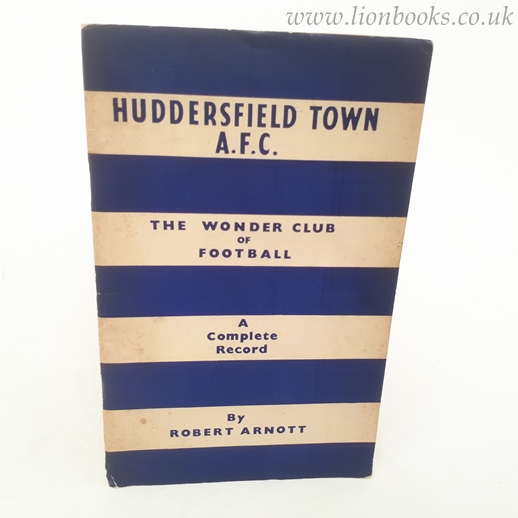 www.lionbooks.co.uk
HUDDERSFIELD TOWN
A.F.C.
THE WONDER CLUB
OF
FOOTBALL
A
Complete
Record
By
ROBERT ARNOTT